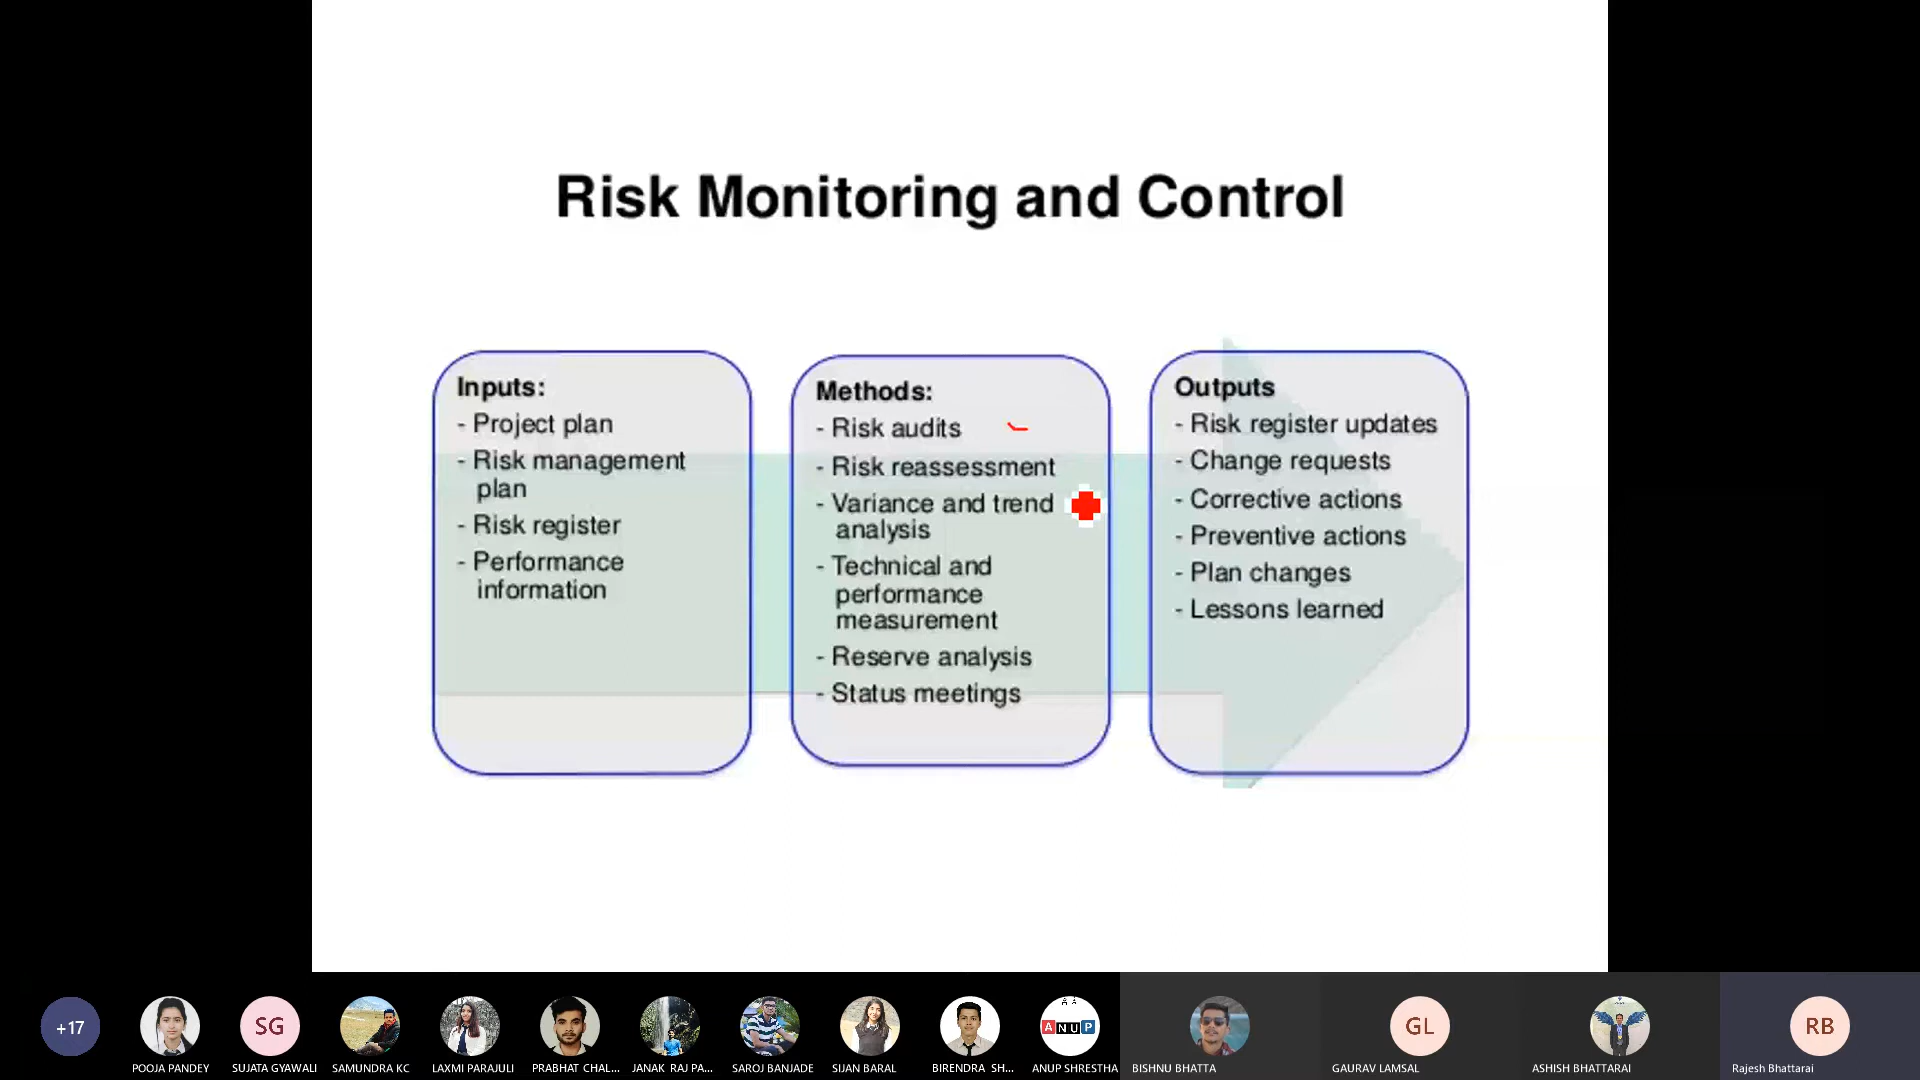 Risk Monitoring and Control
Inputs:
- Project plan
- Risk management
plan
- Risk register
- Performance
information
Methods:
- Risk audits
- Risk reassessment
- Variance and trend
analysis
- Technical and
performance
measurement
- Reserve analysis
- Status meetings
Outputs
- Risk register updates
- Change requests
- Corrective actions
- Preventive actions
- Plan changes
- Lessons learned
+17
POOJA PANDEY
SG
SUJATA GYAWALI
SAMUNDRA KC
LAXMI PARAJULI
PRABHAT CHAL...
JANAK RAJ PA...
SAROJ BANJADE
SIJAN BARAL
BIRENDRA SH...
ANUP
ANUP SHRESTHA
BISHNU BHATTA
GL
GAURAV LAMSAL
ASHISH BHATTARAI
RB
Rajesh Bhattarai